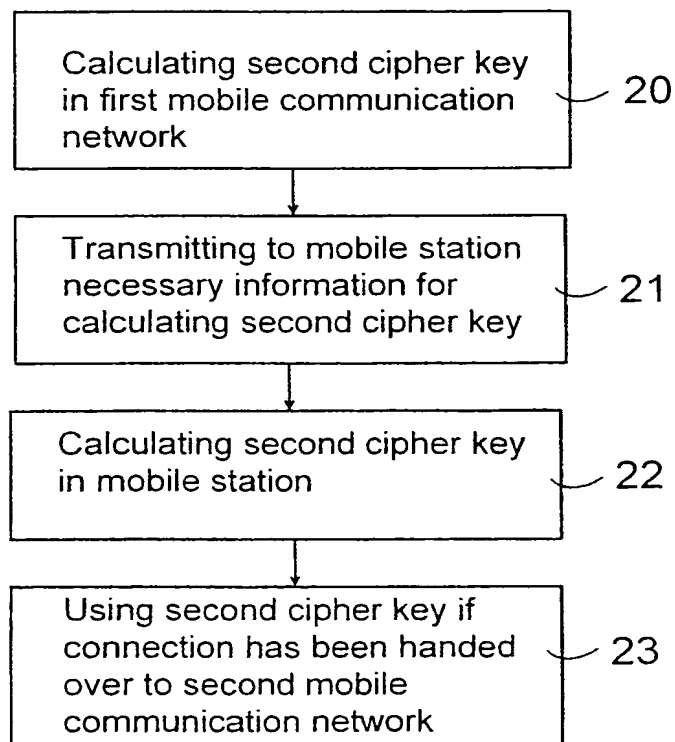 Calculating second cipher key
in first mobile communication
network
20
Transmitting to mobile station
necessary information for
calculating second cipher key
21
Calculating second cipher key
in mobile station
22
Using second cipher key if
connection has been handed
over to second mobile
communication network
23